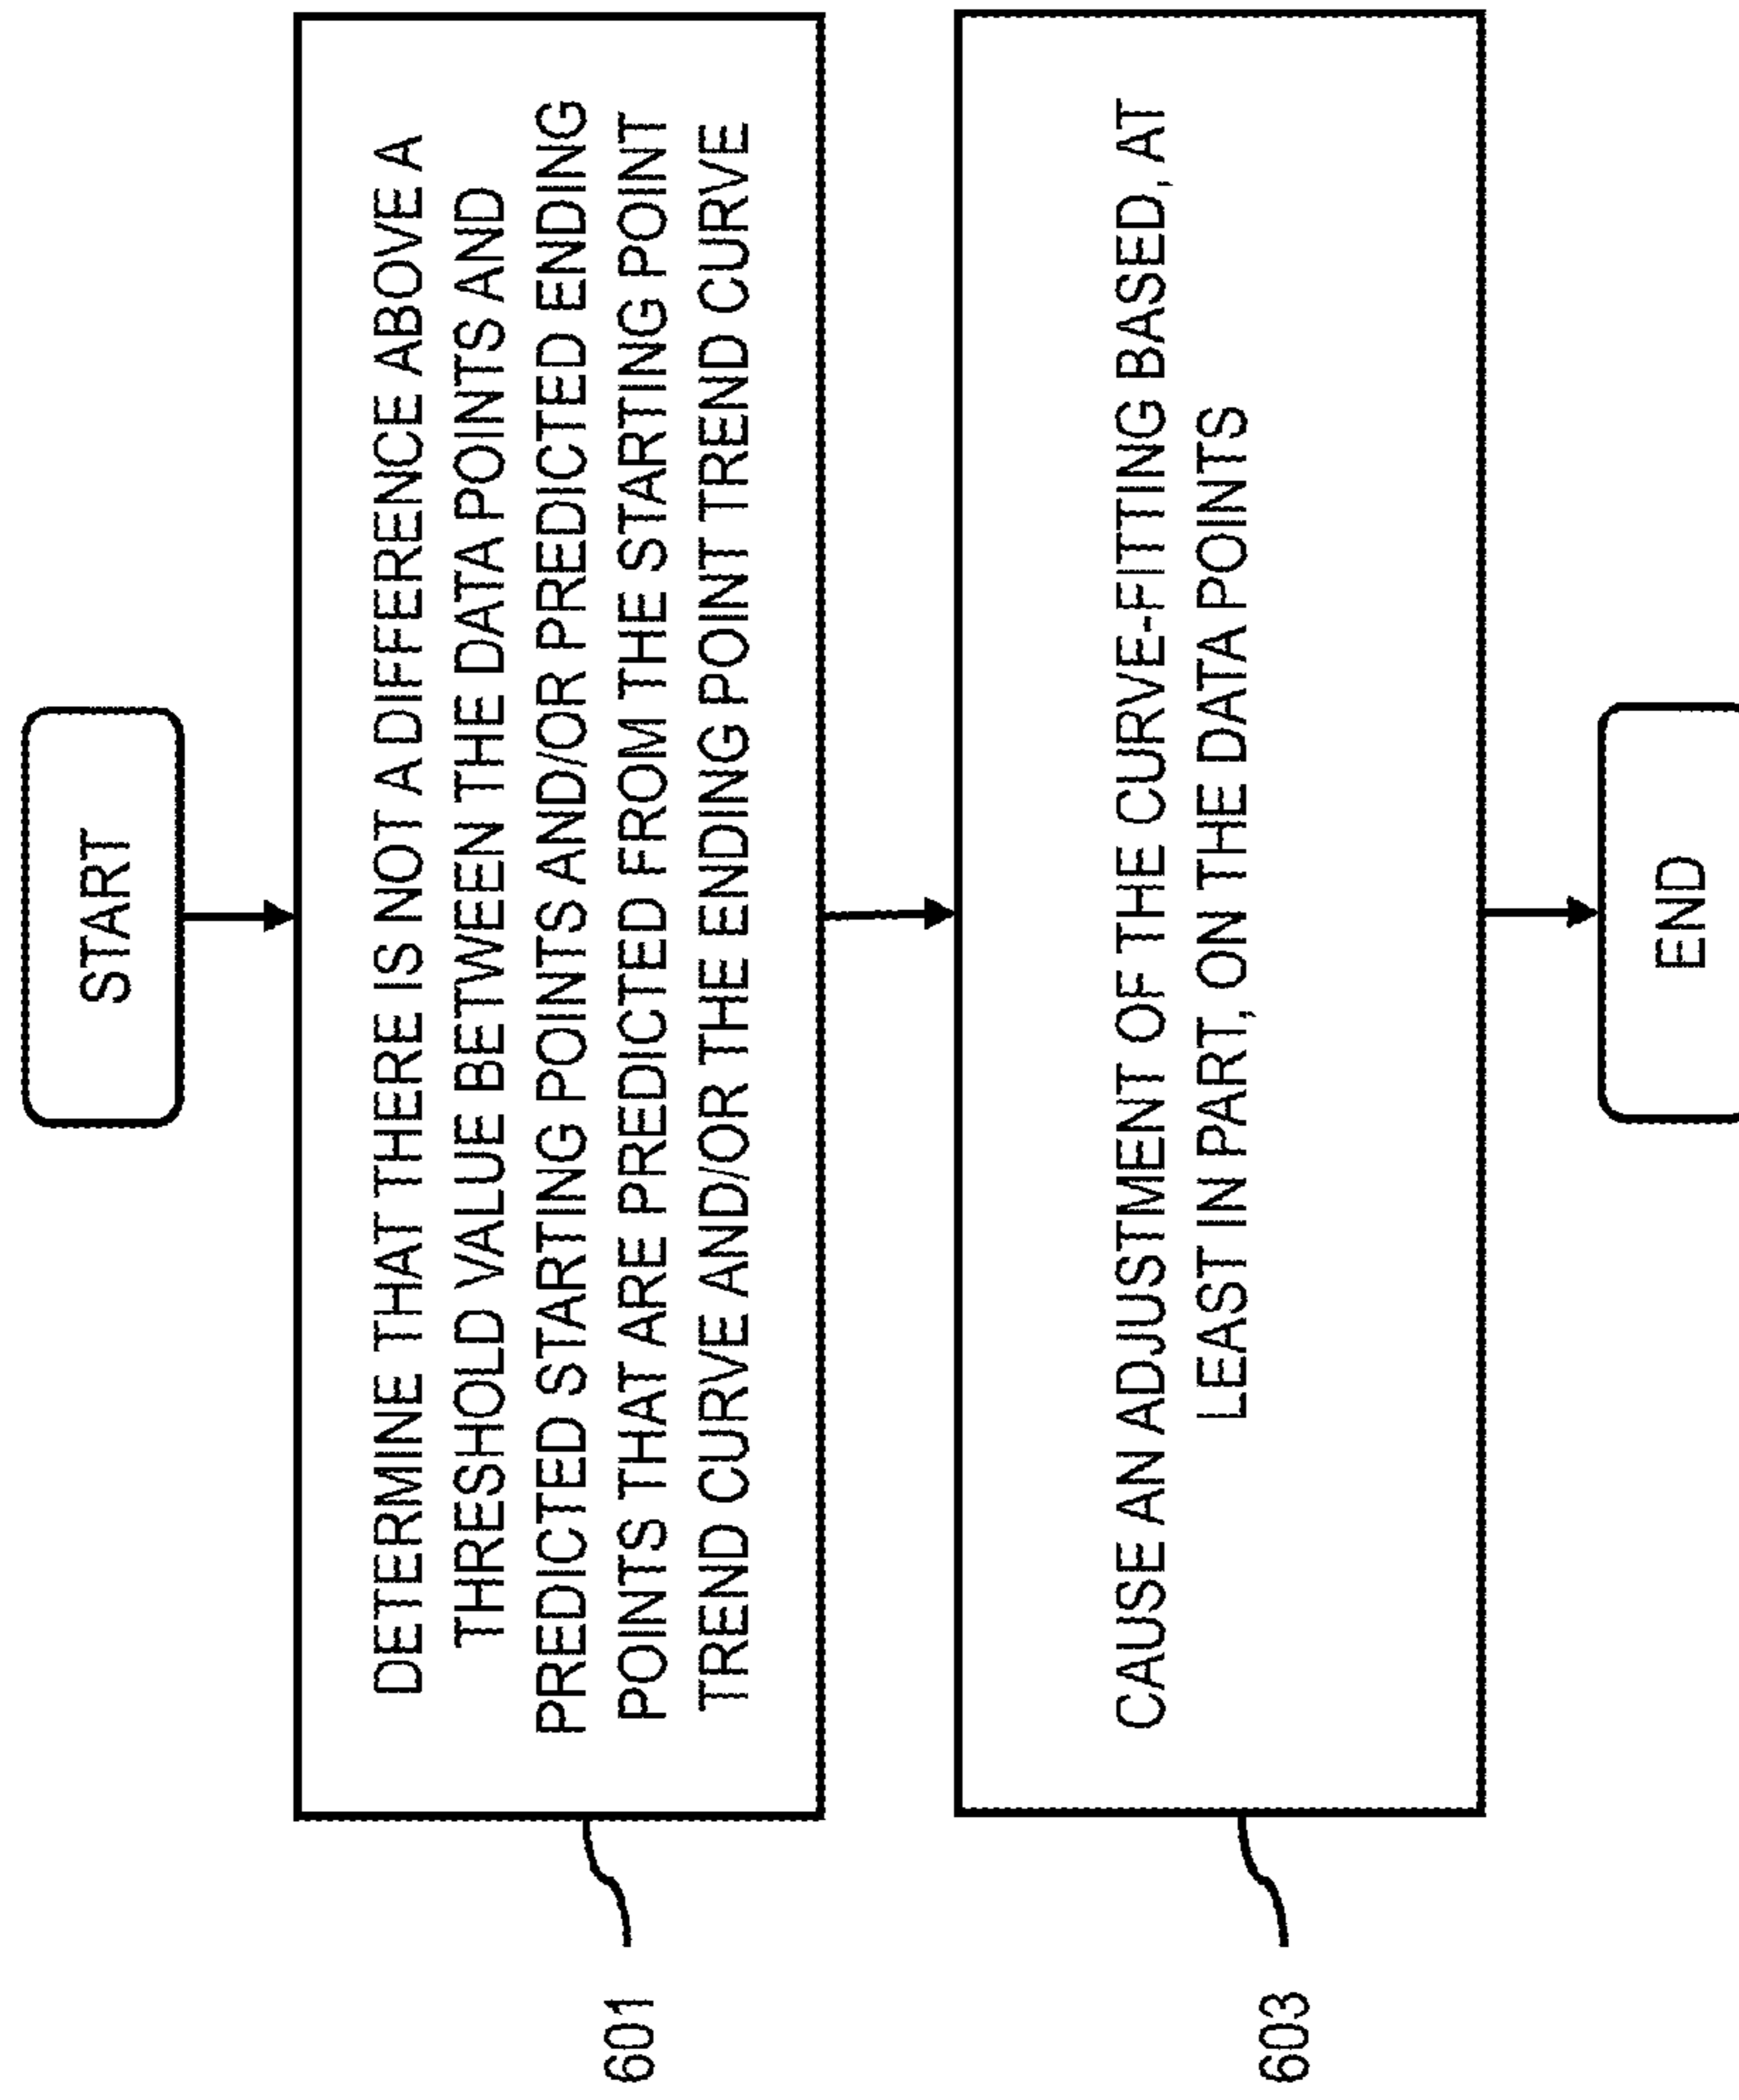 START
DETERMINE THAT THERE IS NOT A DIFFERENCE ABOVE A
THRESHOLD VALUE BETWEEN THE DATA POINTS AND
PREDICTED STARTING POINTS AND/OR PREDICTED ENDING
POINTS THAT ARE PREDICTED FROM THE STARTING POINT
TREND CURVE AND/OR THE ENDING POINT TREND CURVE
601
CAUSE AN ADJUSTMENT OF THE CURVE-FITTING BASED, AT
LEAST IN PART, ON THE DATA POINTS
603
END